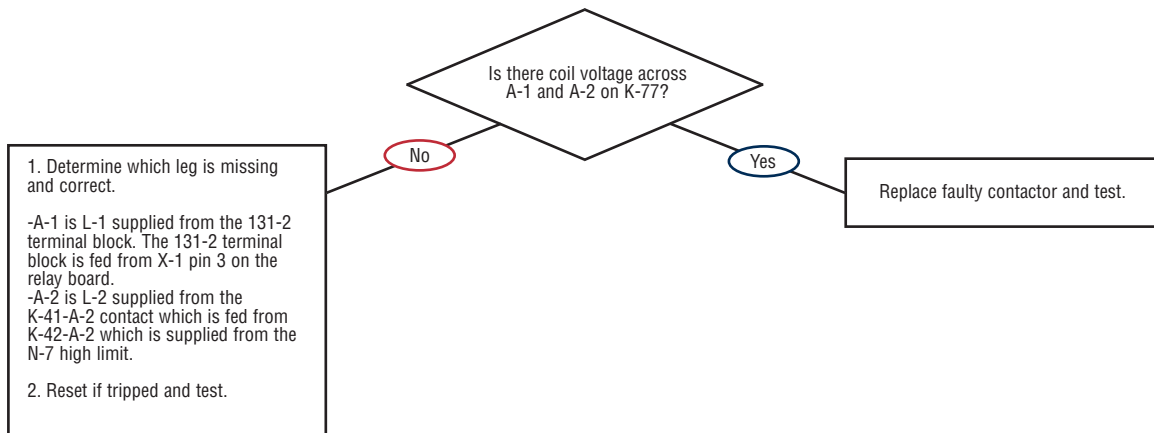 Is there coil voltage across
A-1 and A-2 on K-77?
No
Yes
1. Determine which leg is missing
and correct.
-A-1 is L-1 supplied from the 131-2
terminal block. The 131-2 terminal
block is fed from X-1 pin 3 on the
relay board.
-A-2 is L-2 supplied from the
K-41-A-2 contact which is fed from
K-42-A-2 which is supplied from the
N-7 high limit.
2. Reset if tripped and test.
Replace faulty contactor and test.